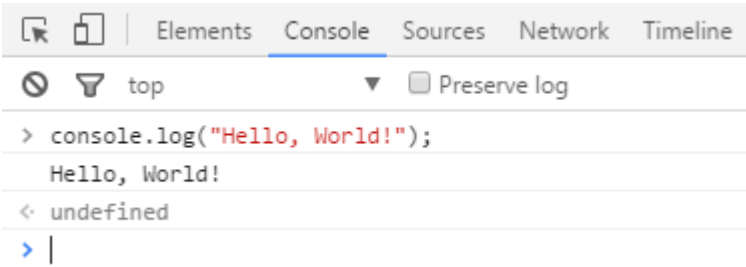 Elements Console Sources Network Timeline
top ▼ Preserve log
> console.log("Hello, World!");
Hello, World!
<· undefined
>